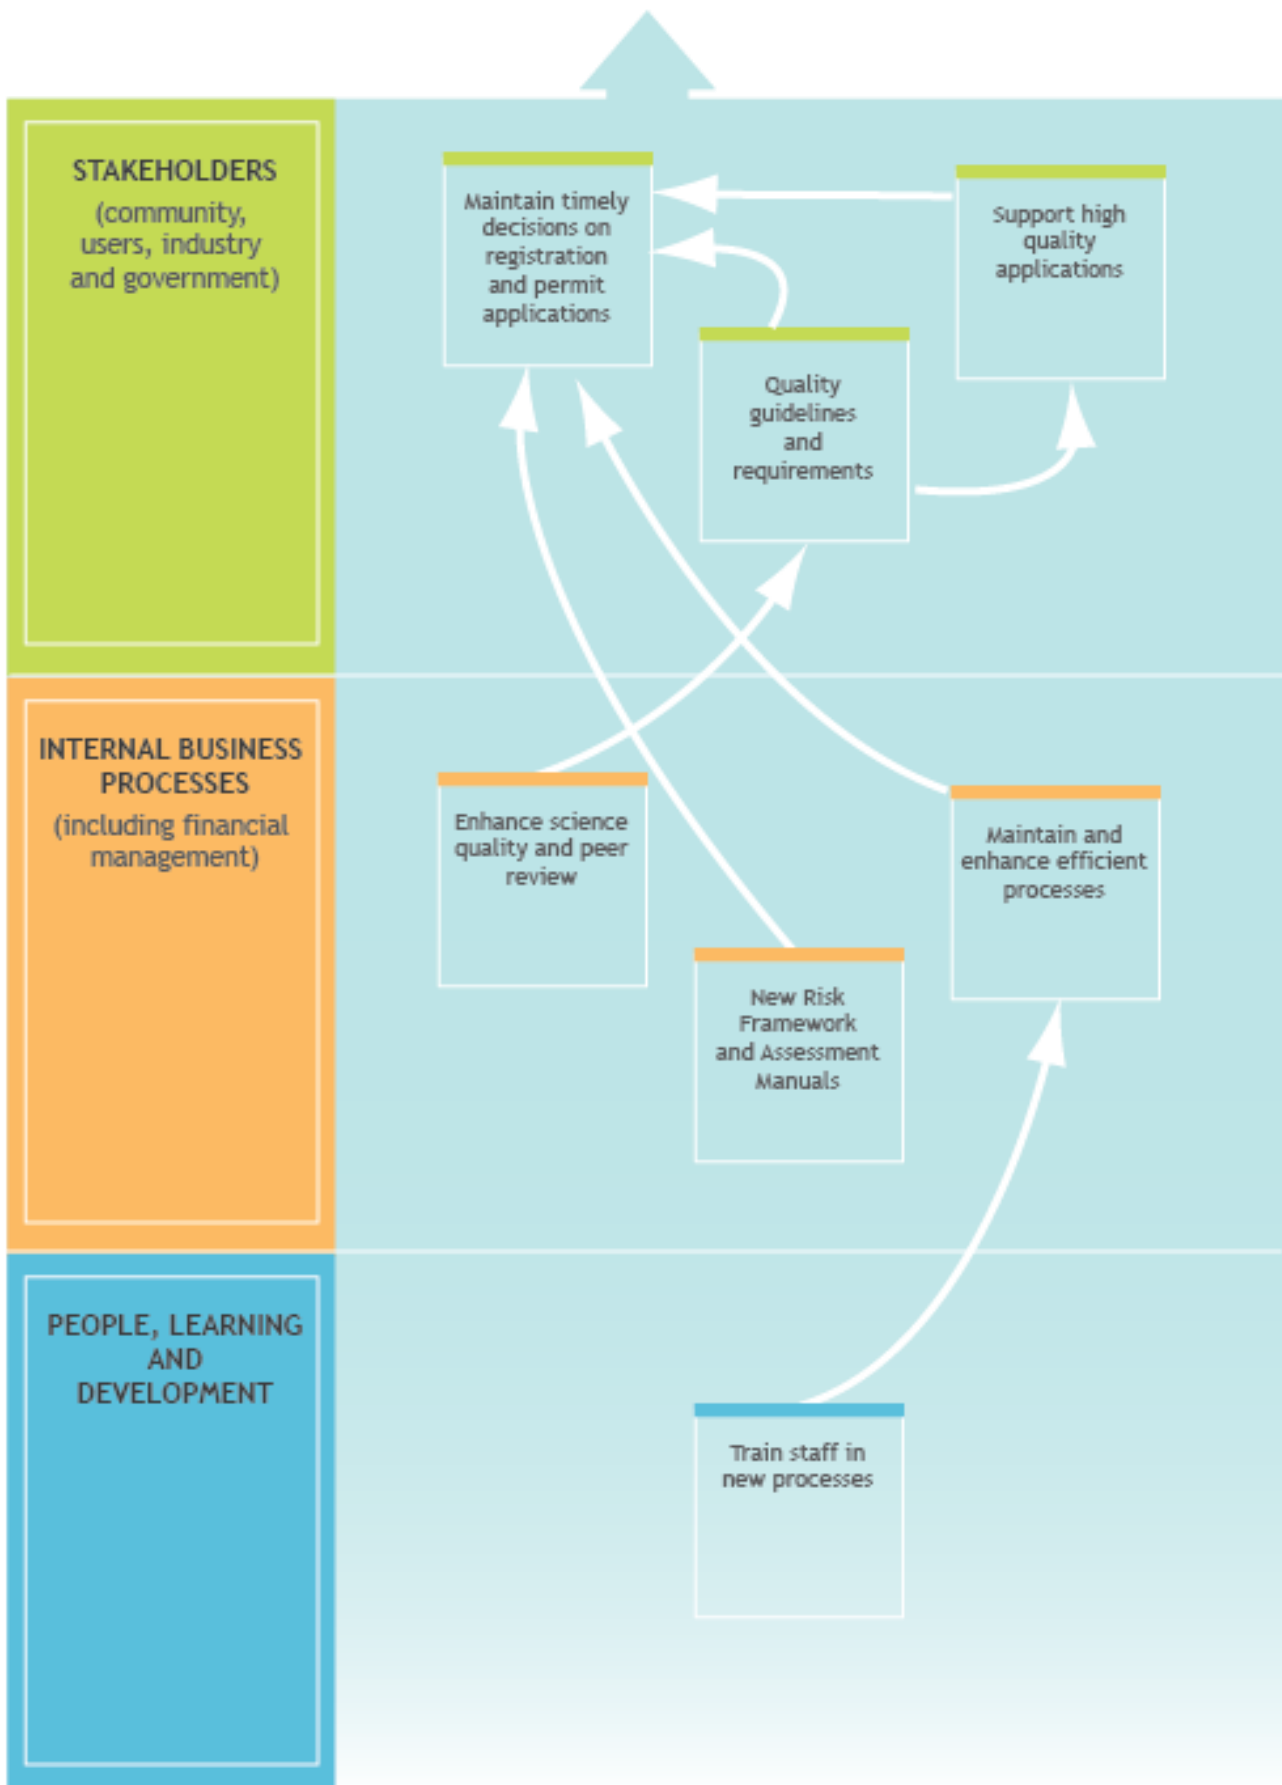 STAKEHOLDERS
(community,
users, industry
and government)
Maintain timely
decisions on
registration
and permit
applications
Support high
quality
applications
Quality
guidelines
and
requirements
INTERNAL BUSINESS
PROCESSES
(including financial
management)
Enhance science
quality and peer
review
Maintain and
enhance efficient
processes
New Risk
Framework
and Assessment
Manuals
PEOPLE, LEARNING
AND
DEVELOPMENT
Train staff in
new processes